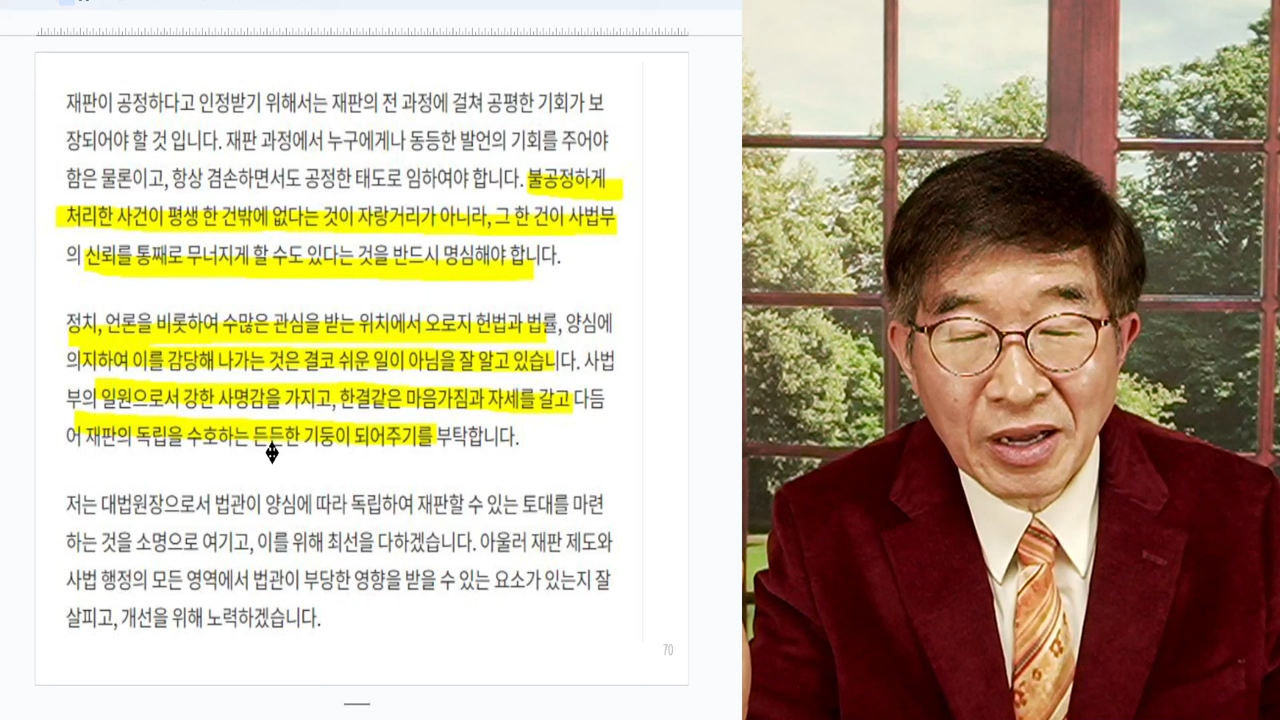 재판이 공정하다고 인정받기 위해서는 재판의 전 과정에 걸쳐 공평한 기회가 보
장되어야 할 것 입니다. 재판 과정에서 누구에게나 동등한 발언의 기회를 주어야
함은 물론이고, 항상 겸손하면서도 공정한 태도로 임하여야 합니다. 불공정하게
처리한 사건이 평생 한 건밖에 없다는 것이 자랑거리가 아니라, 그 한 건이 사법부
의 신뢰를 통째로 무너지게 할 수도 있다는 것을 반드시 명심해야 합니다.
정치, 언론을 비롯하여 수많은 관심을 받는 위치에서 오로지 헌법과 법률, 양심에
의지하여 이를 감당해 나가는 것은 결코 쉬운 일이 아님을 잘 알고 있습니다. 사법
부의 일원으로서 강한 사명감을 가지고, 한결같은 마음가짐과 자세를 갈고 다듬
어 재판의 독립을 수호하는 든든한 기둥이 되어주기를 부탁합니다.
저는 대법원장으로서 법관이 양심에 따라 독립하여 재판할 수 있는 토대를 마련
하는 것을 소명으로 여기고, 이를 위해 최선을 다하겠습니다. 아울러 재판 제도와
사법 행정의 모든 영역에서 법관이 부당한 영향을 받을 수 있는 요소가 있는지 잘
살피고, 개선을 위해 노력하겠습니다.
70